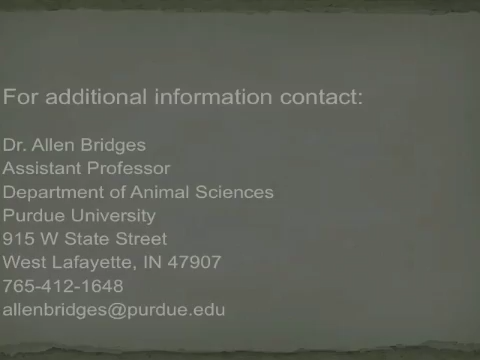 For additional information contact:
Dr. Allen Bridges
Assistant Professor
Department of Animal Sciences
Purdue University
915 W State Street
West Lafayette, IN 47907
765-412-1648
allenbridges@purdue.edu